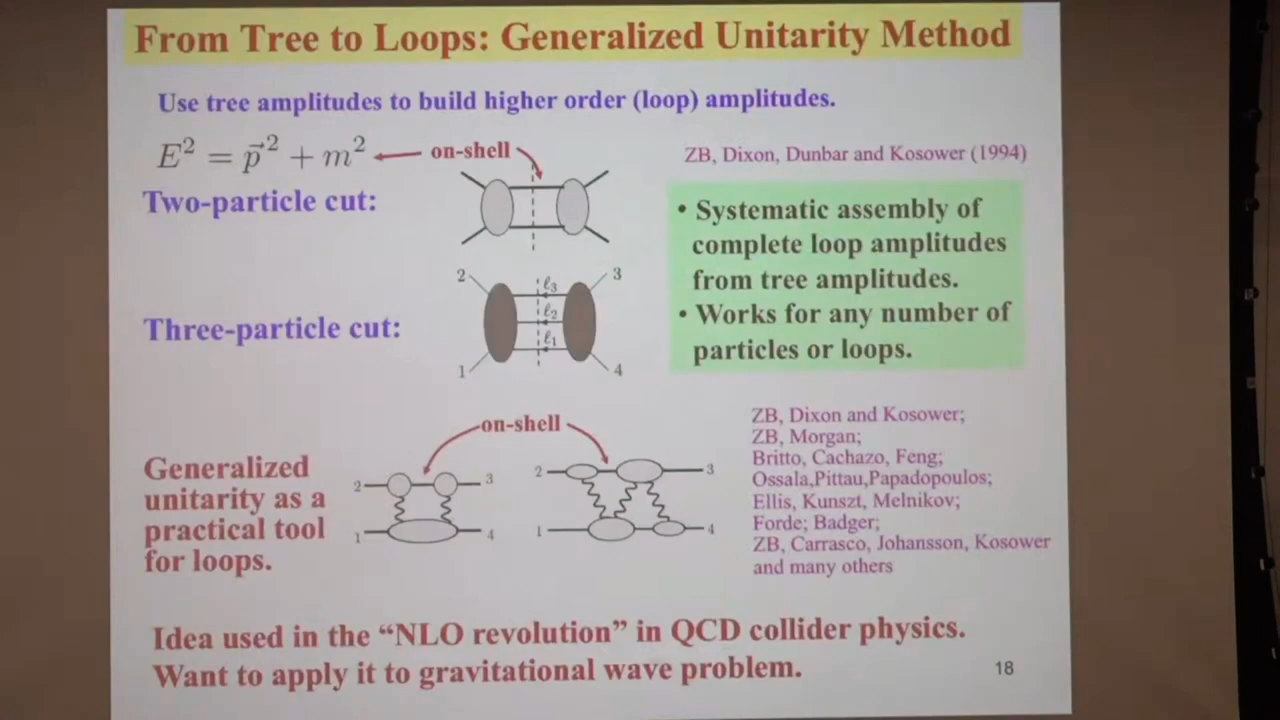 From Tree to Loops: Generalized Unitarity Method
Use tree amplitudes to build higher order (loop) amplitudes.
E² = p⃗² + m²
on-shell
ZB, Dixon, Dunbar and Kosower (1994)
Two-particle cut:
• Systematic assembly of
complete loop amplitudes
from tree amplitudes.
• Works for any number of
particles or loops.
Three-particle cut:
2
3
ℓ₃
ℓ₂
ℓ₁
1
4
on-shell
Generalized
unitarity as a
practical tool
for loops.
2
3
1
4
2
3
1
4
ZB, Dixon and Kosower;
ZB, Morgan;
Britto, Cachazo, Feng;
Ossala,Pittau,Papadopoulos;
Ellis, Kunszt, Melnikov;
Forde; Badger;
ZB, Carrasco, Johansson, Kosower
and many others
Idea used in the “NLO revolution” in QCD collider physics.
Want to apply it to gravitational wave problem.
18